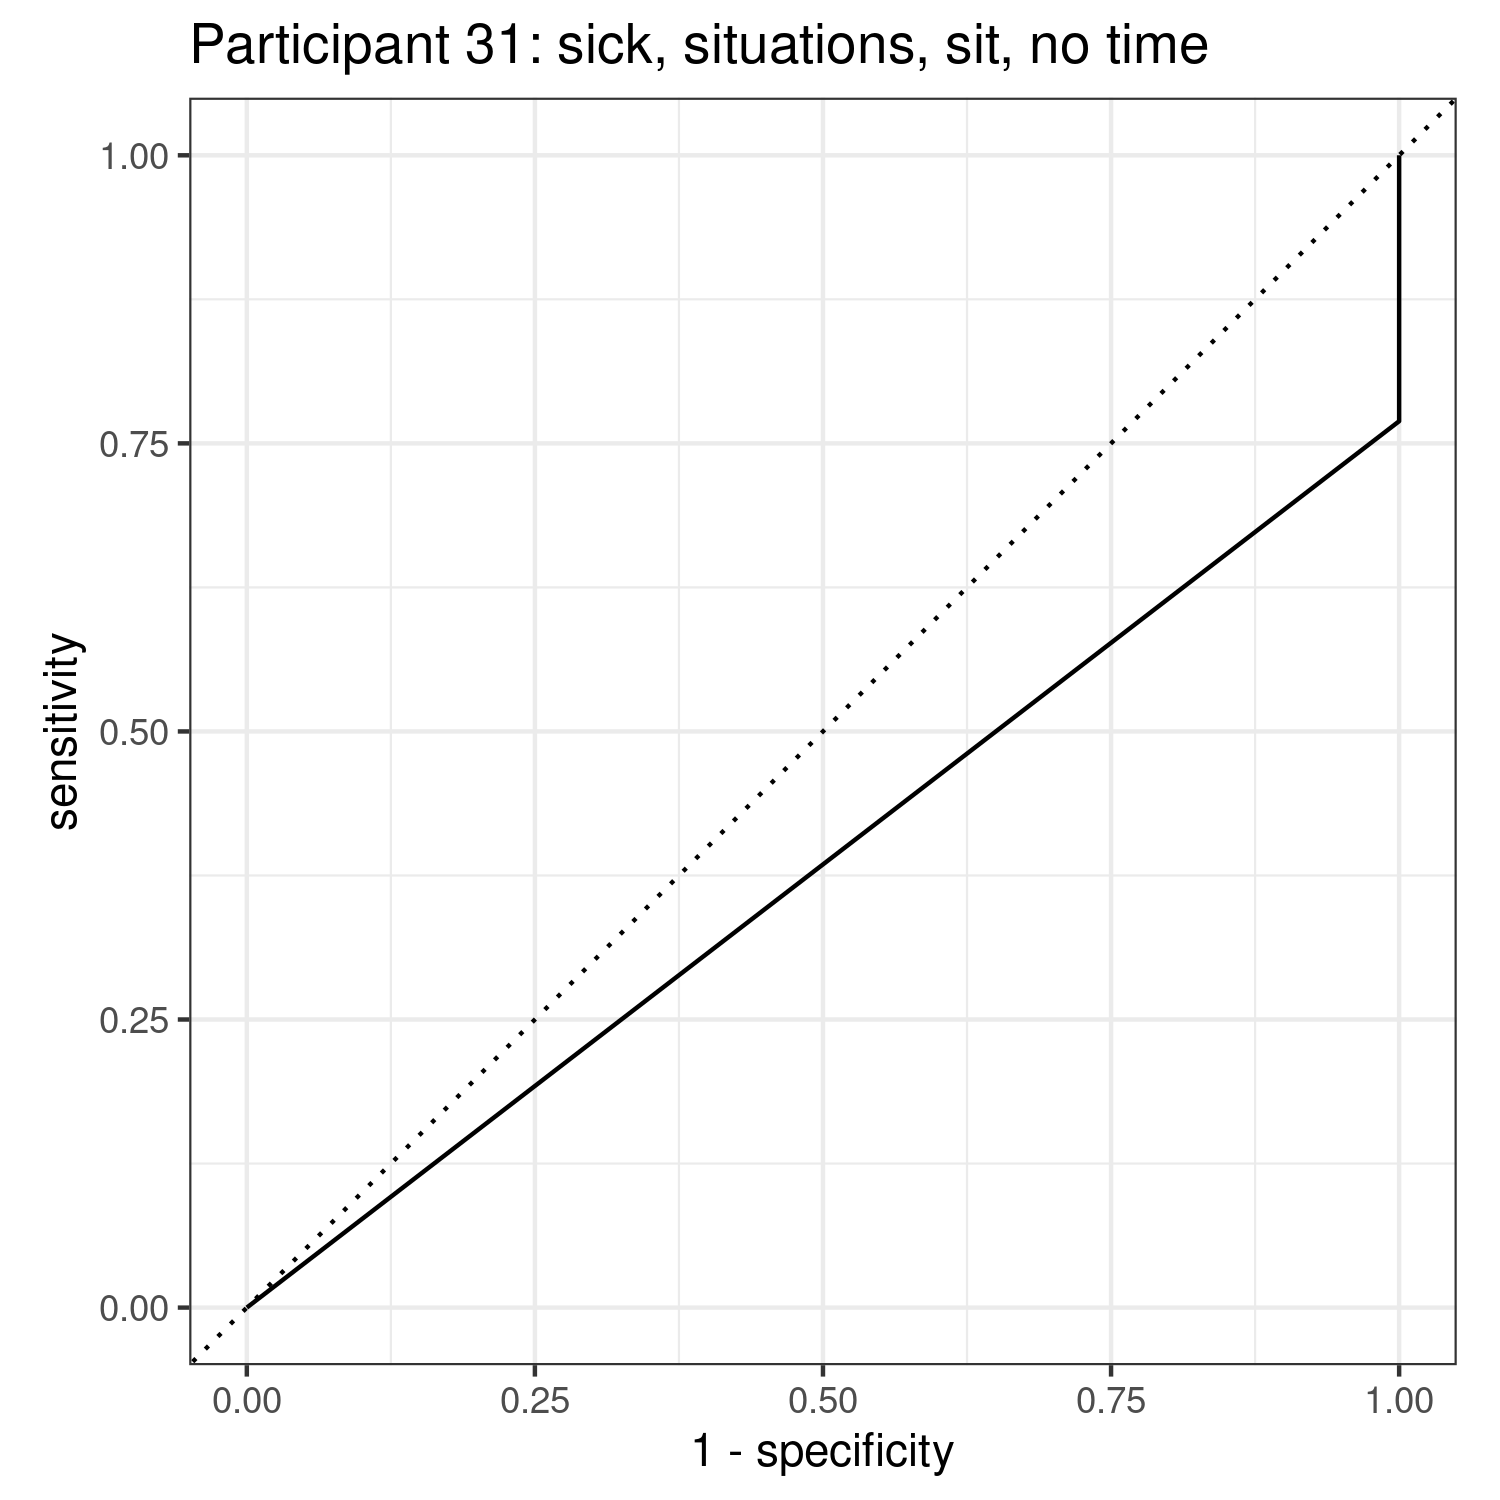 Participant 31: sick, situations, sit, no time
1.00
0.75
0.50
0.25
0.00
sensitivity
0.00 0.25 0.50 0.75 1.00
1 - specificity